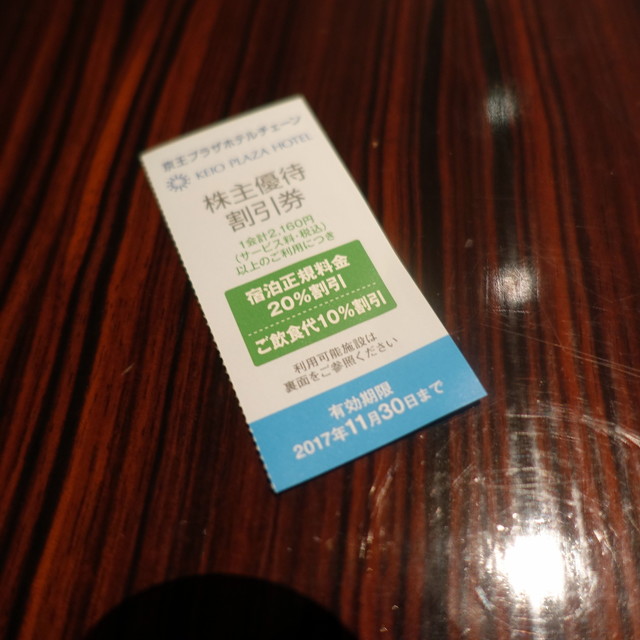 京王プラザホテルチェーン
KEIO PLAZA HOTEL
株主優待
割引券
1会計2,160円
(サービス料・税込)
以上のご利用につき
宿泊正規料金
20%割引
ご飲食代10%割引
利用可能施設は
裏面をご参照ください
有効期限
2017年11月30日まで